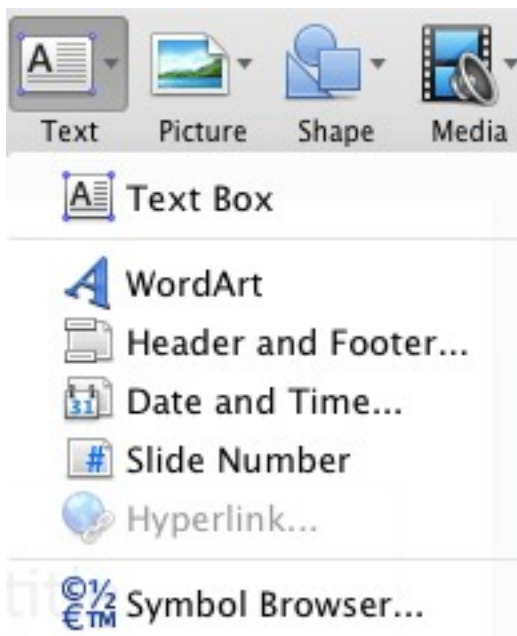 Text Picture Shape Media
Text Box
WordArt
Header and Footer...
Date and Time...
Slide Number
Hyperlink...
Symbol Browser...